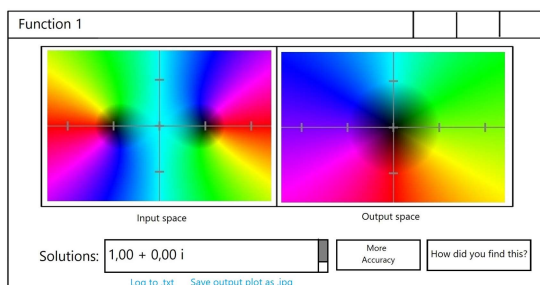 Function 1
Input space
Output space
Solutions:
1,00 + 0,00 i
More
Accuracy
How did you find this?
Log to .txt
Save output plot as .jpg